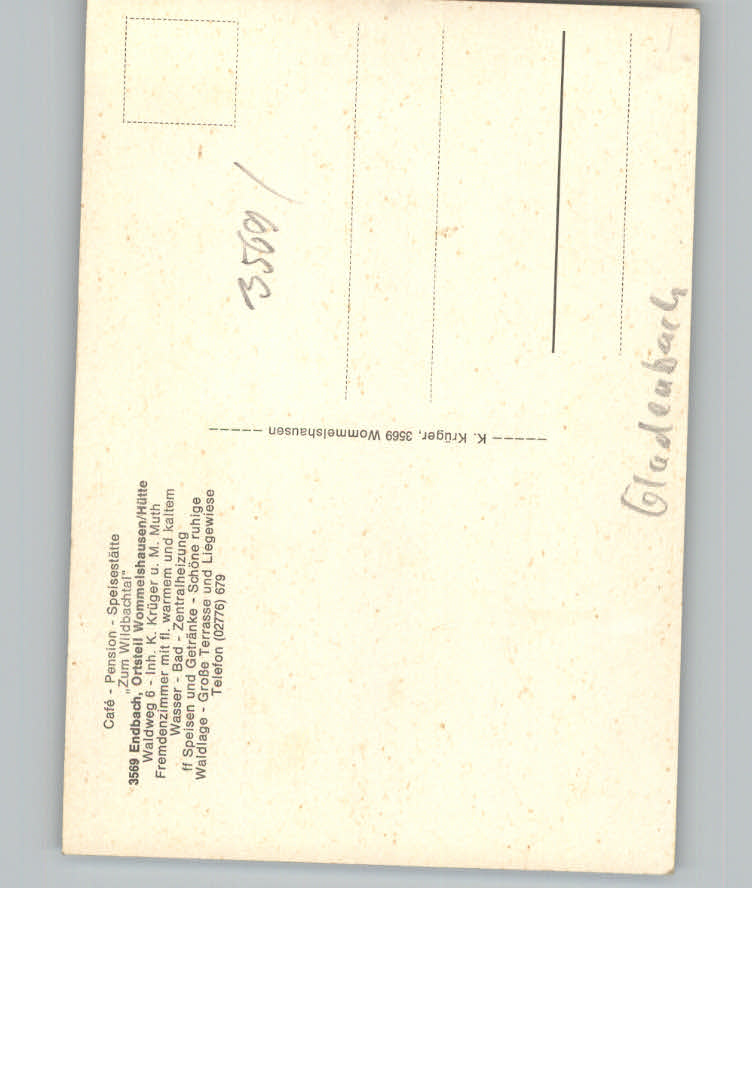 Café - Pension - Speisestätte
„Zum Wildbachtal"
3569 Endbach, Ortsteil Wommelshausen/Hütte
Waldweg 6 - Inh. K. Krüger u. M. Muth
Fremdenzimmer mit fl. warmem und kaltem
Wasser - Bad - Zentralheizung
ff Speisen und Getränke - Schöne ruhige
Waldlage - Große Terrasse und Liegewiese
Telefon (02776) 679
K. Krüger, 3569 Wommelshausen
3569 /
Gladenbach